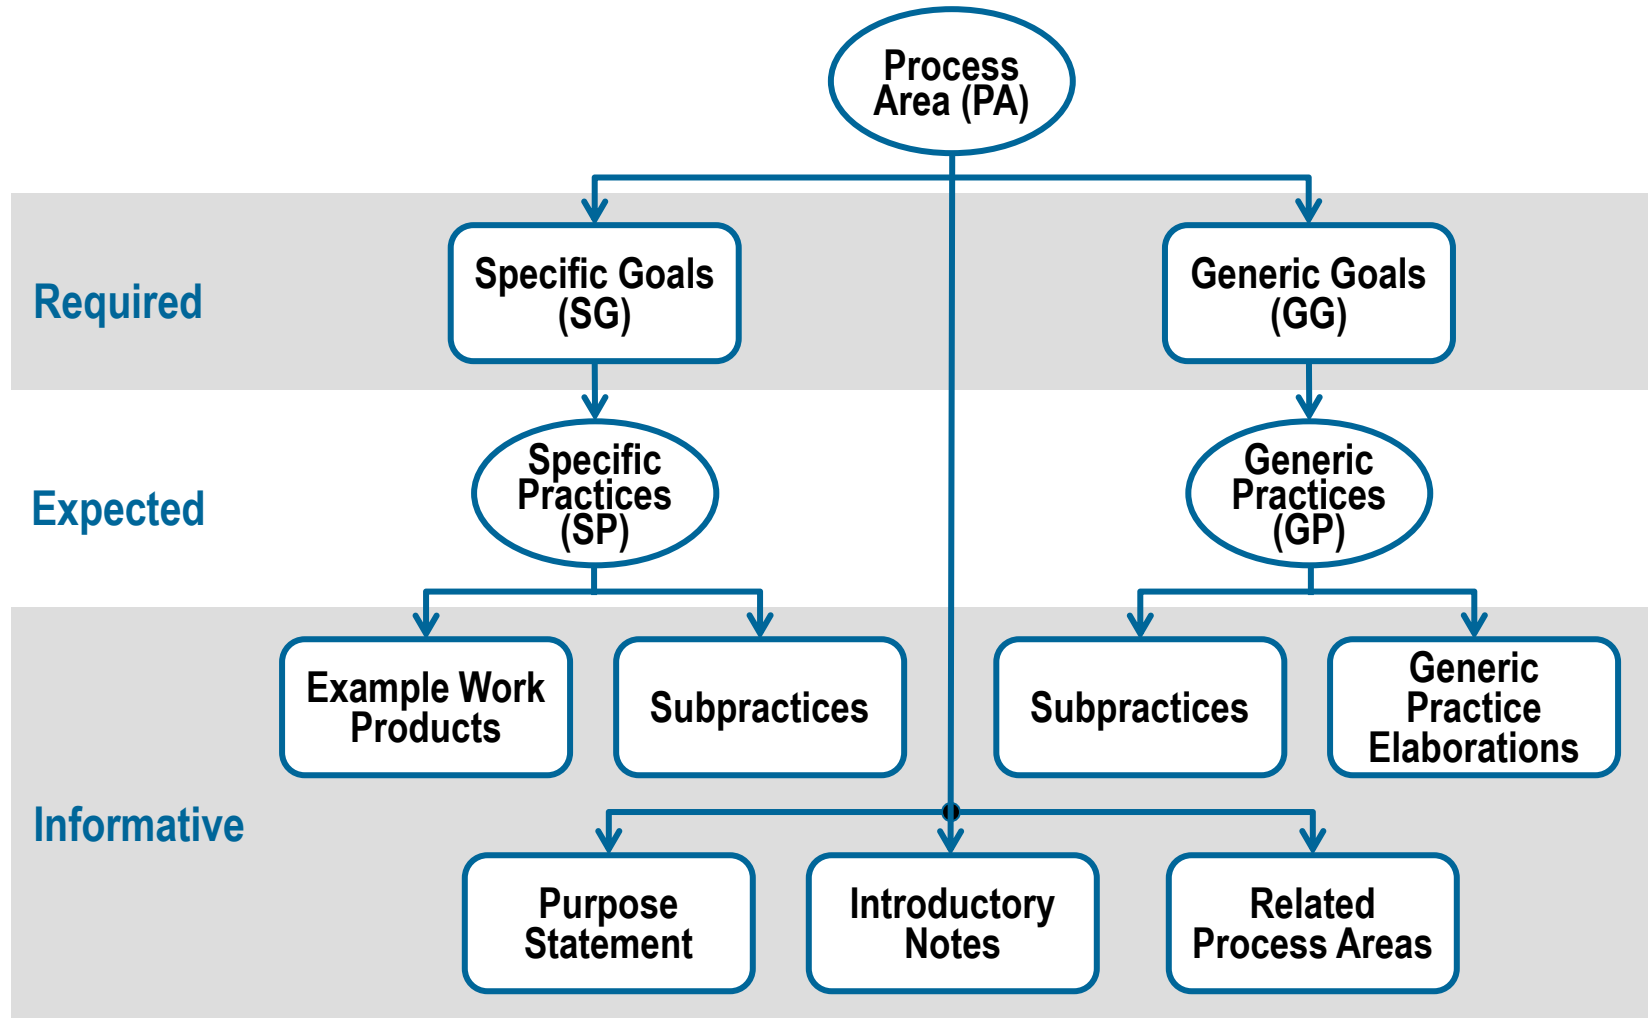 Process
Area (PA)
Required
Specific Goals
(SG)
Generic Goals
(GG)
Expected
Specific
Practices
(SP)
Generic
Practices
(GP)
Informative
Example Work
Products
Subpractices
Subpractices
Generic
Practice
Elaborations
Purpose
Statement
Introductory
Notes
Related
Process Areas